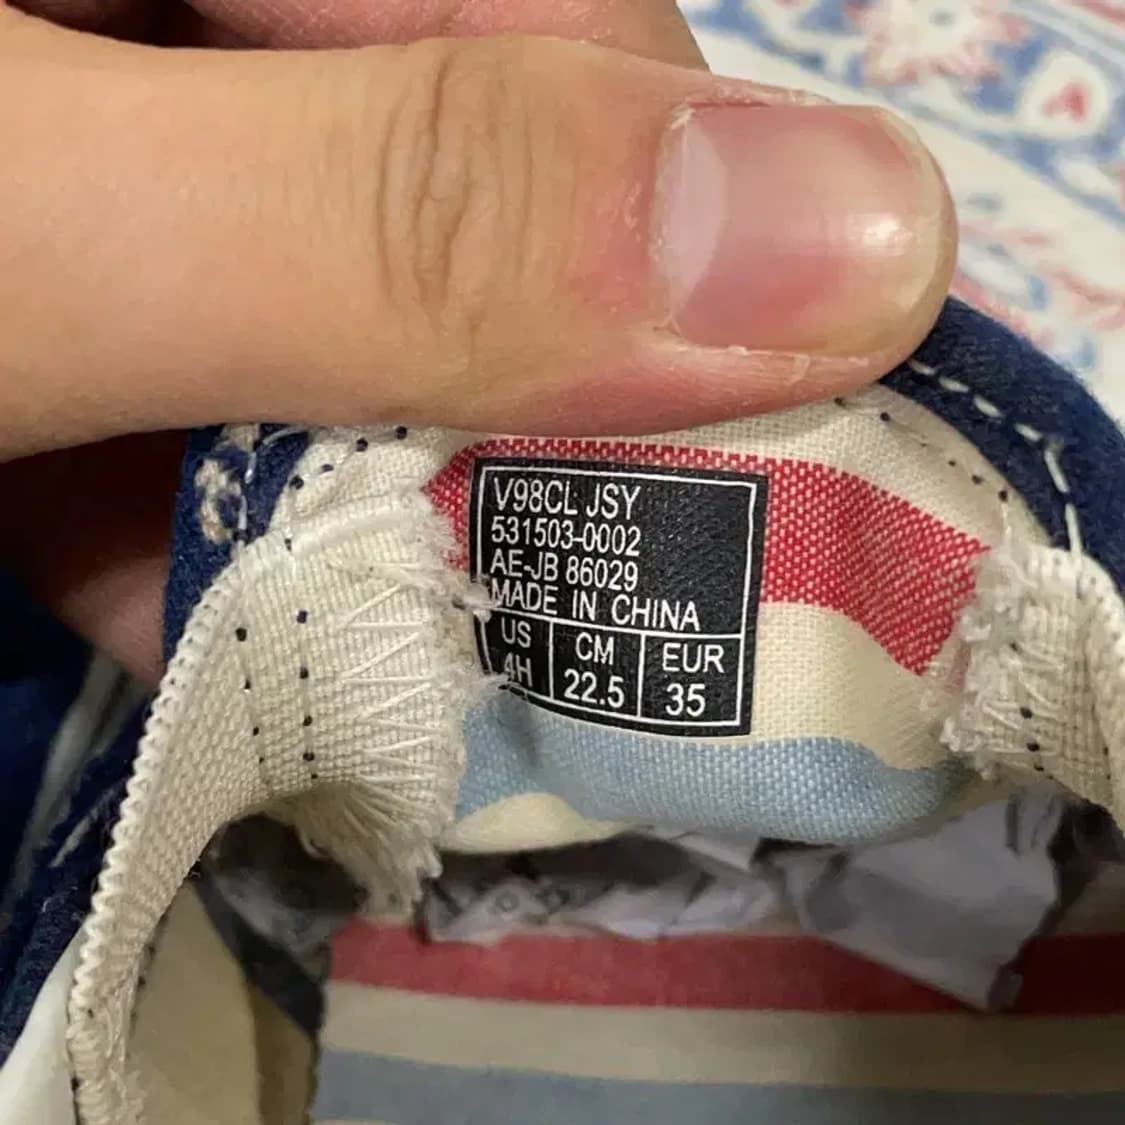 V98CL JSY
531503-0002
AE-JB 86029
MADE IN CHINA
US CM EUR
4H 22.5 35